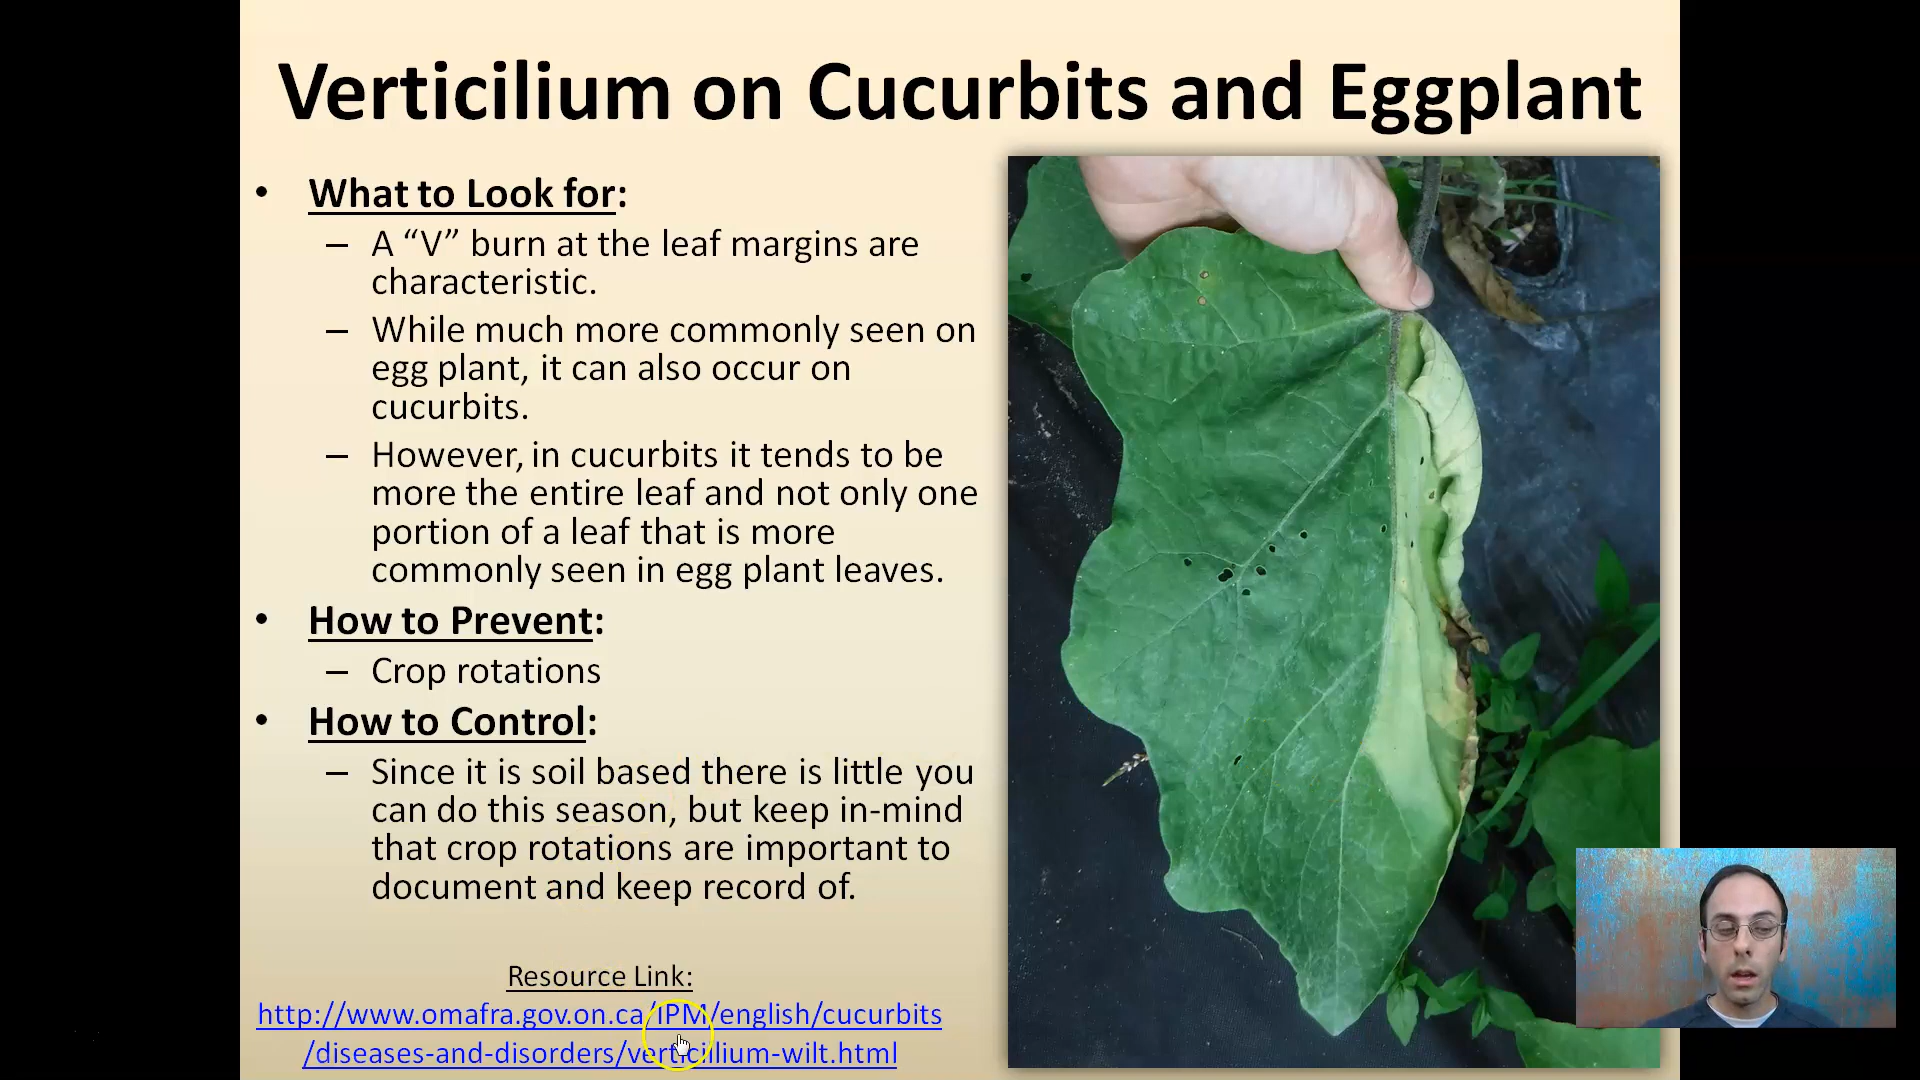 Verticilium on Cucurbits and Eggplant
• What to Look for:
– A “V” burn at the leaf margins are
characteristic.
– While much more commonly seen on
egg plant, it can also occur on
cucurbits.
– However, in cucurbits it tends to be
more the entire leaf and not only one
portion of a leaf that is more
commonly seen in egg plant leaves.
• How to Prevent:
– Crop rotations
• How to Control:
– Since it is soil based there is little you
can do this season, but keep in-mind
that crop rotations are important to
document and keep record of.
Resource Link:
http://www.omafra.gov.on.ca/IPM/english/cucurbits
/diseases-and-disorders/verticillium-wilt.html